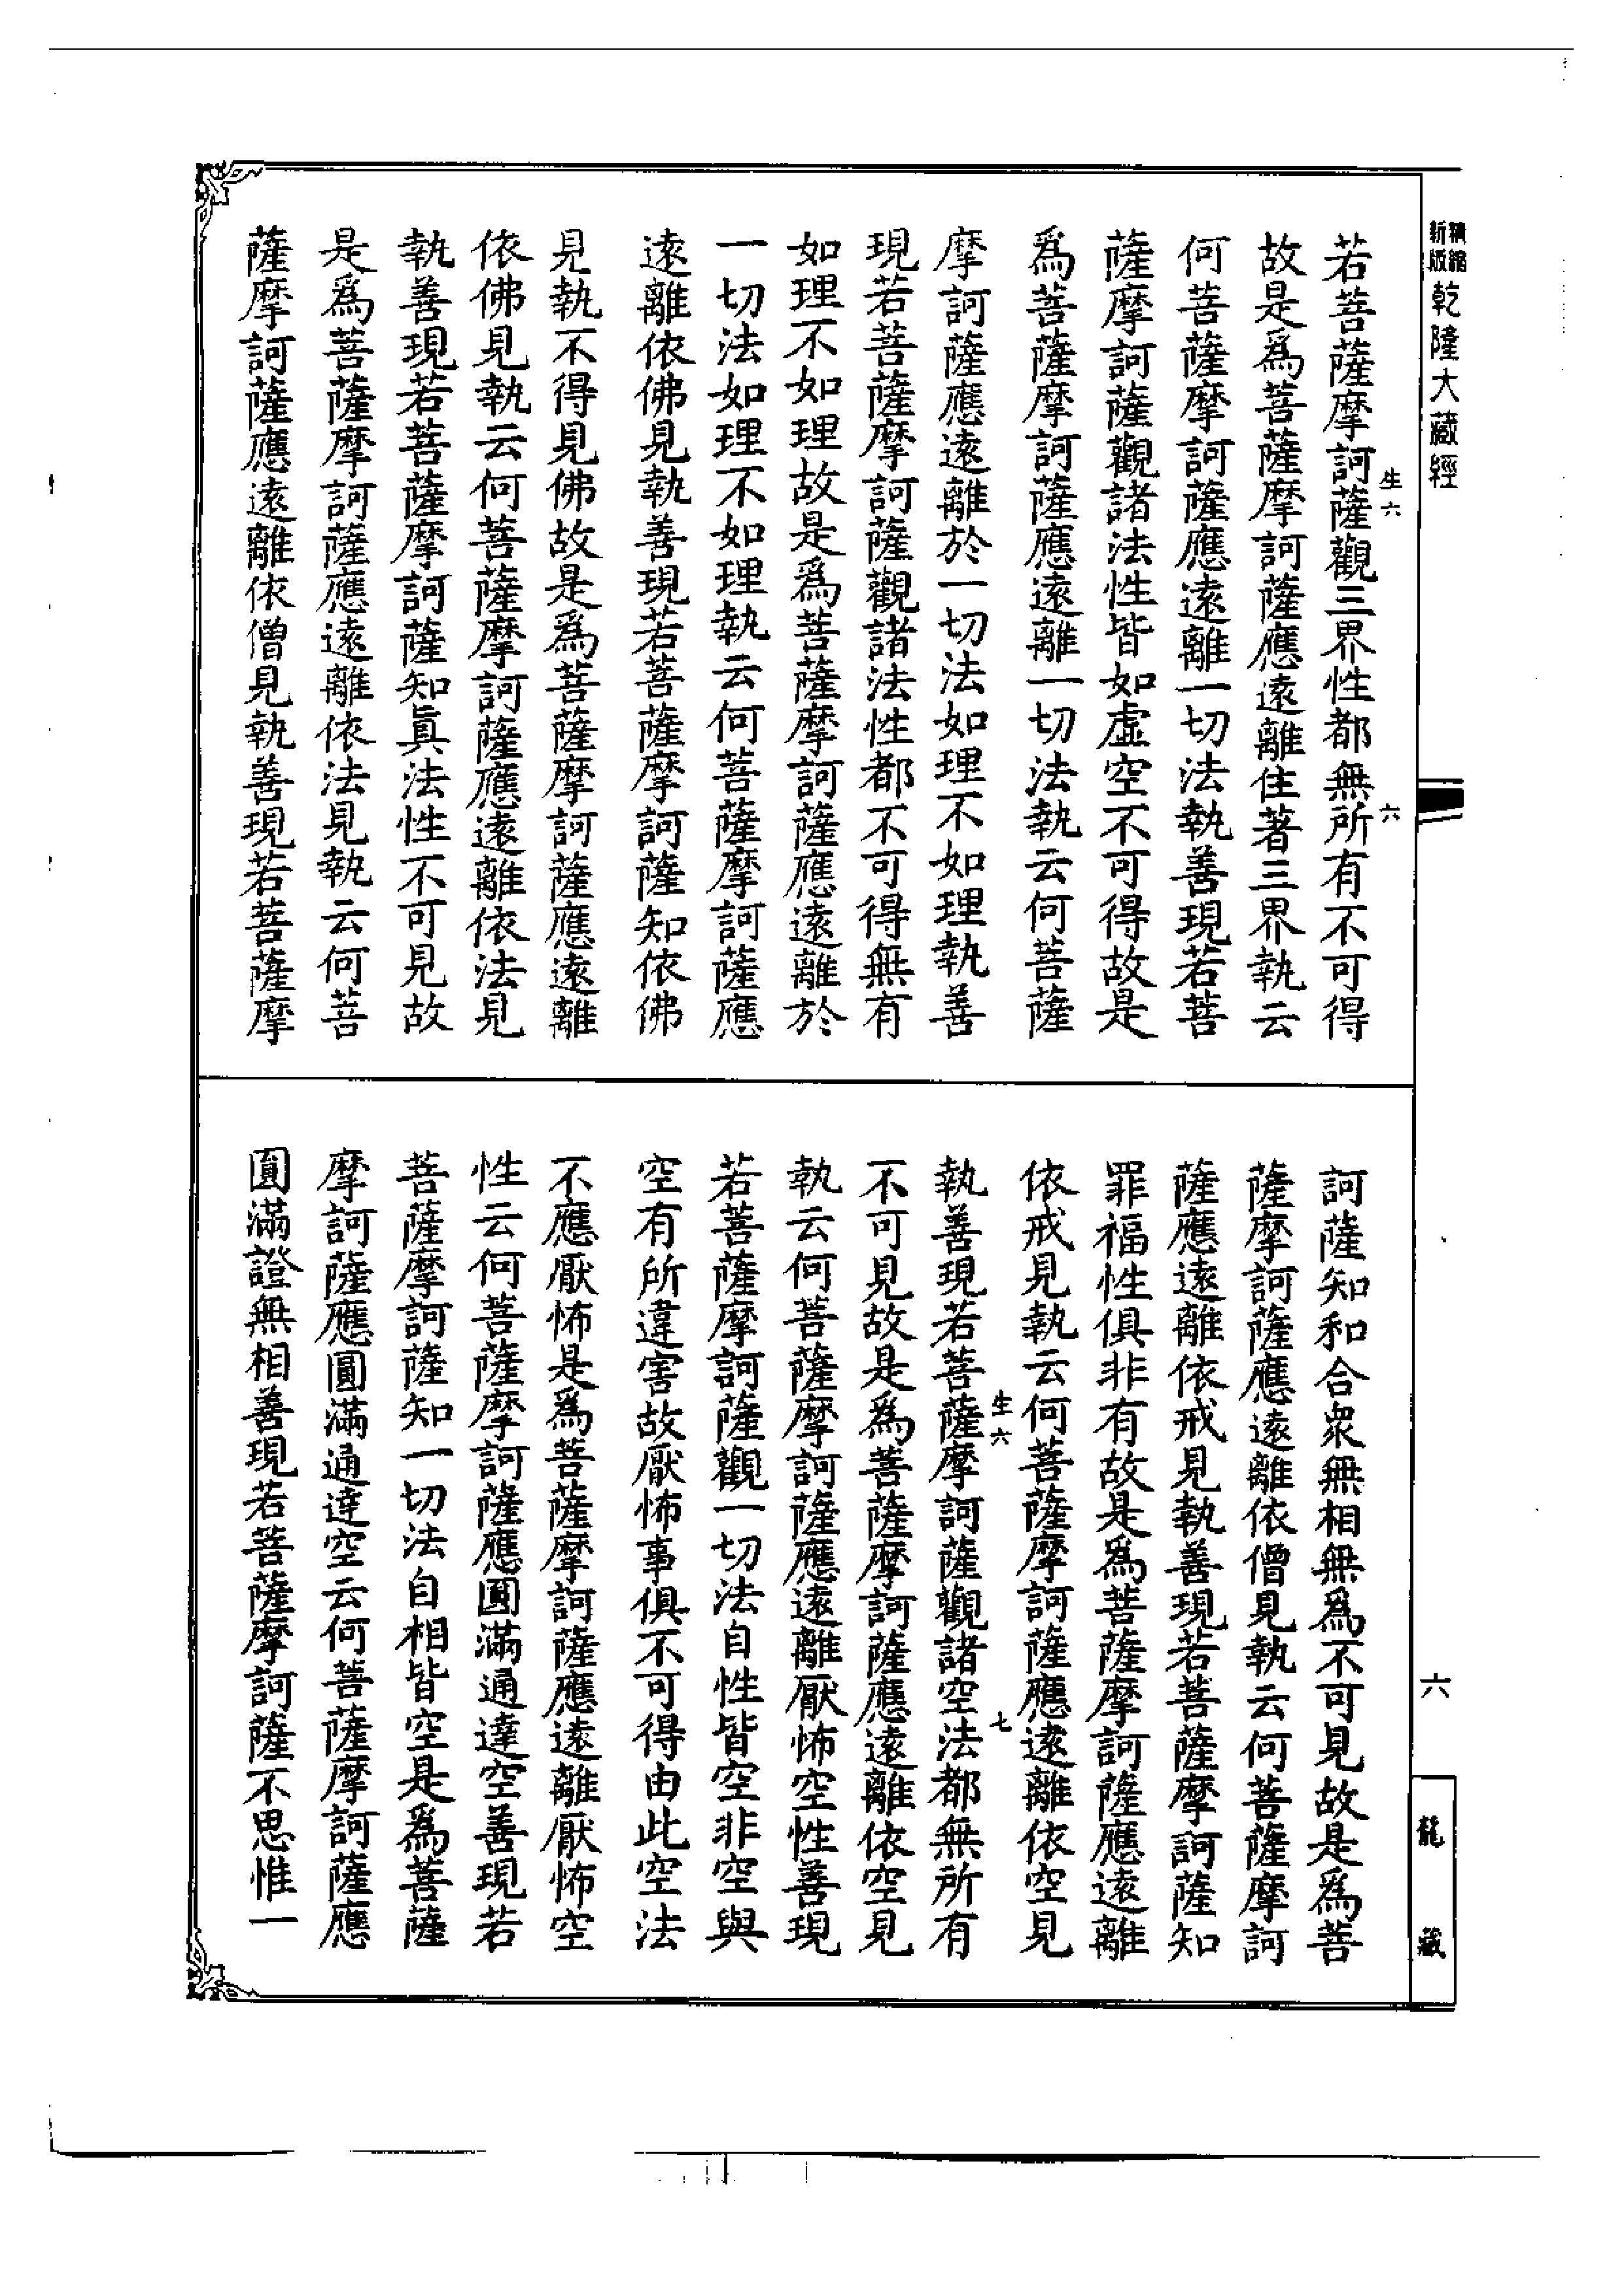 精縮新版乾隆大藏經
生六
六
若菩薩摩訶薩觀三界性都無所有不可得
故是爲菩薩摩訶薩應遠離住著三界執云
何菩薩摩訶薩應遠離一切法執善現若菩
薩摩訶薩觀諸法性皆如虛空不可得故是
爲菩薩摩訶薩應遠離一切法執云何菩薩
摩訶薩應遠離於一切法如理不如理執善
現若菩薩摩訶薩觀諸法性都不可得無有
如理不如理故是爲菩薩摩訶薩應遠離於
一切法如理不如理執云何菩薩摩訶薩應
遠離依佛見執善現若菩薩摩訶薩知依佛
見執不得見佛故是爲菩薩摩訶薩應遠離
依佛見執云何菩薩摩訶薩應遠離依法見
執善現若菩薩摩訶薩知眞法性不可見故
是爲菩薩摩訶薩應遠離依法見執云何菩
薩摩訶薩應遠離依僧見執善現若菩薩摩
訶薩知和合衆無相無爲不可見故是爲菩
薩摩訶薩應遠離依僧見執云何菩薩摩訶
薩應遠離依戒見執善現若菩薩摩訶薩知
罪福性俱非有故是爲菩薩摩訶薩應遠離
依戒見執云何菩薩摩訶薩應遠離依空見
生六
七
執善現若菩薩摩訶薩觀諸空法都無所有
不可見故是爲菩薩摩訶薩應遠離依空見
執云何菩薩摩訶薩應遠離厭怖空性善現
若菩薩摩訶薩觀一切法自性皆空非空與
空有所違害故厭怖事俱不可得由此空法
不應厭怖是爲菩薩摩訶薩應遠離厭怖空
性云何菩薩摩訶薩應圓滿通達空善現若
菩薩摩訶薩知一切法自相皆空是爲菩薩
摩訶薩應圓滿通達空云何菩薩摩訶薩應
圓滿證無相善現若菩薩摩訶薩不思惟一
六
龍藏